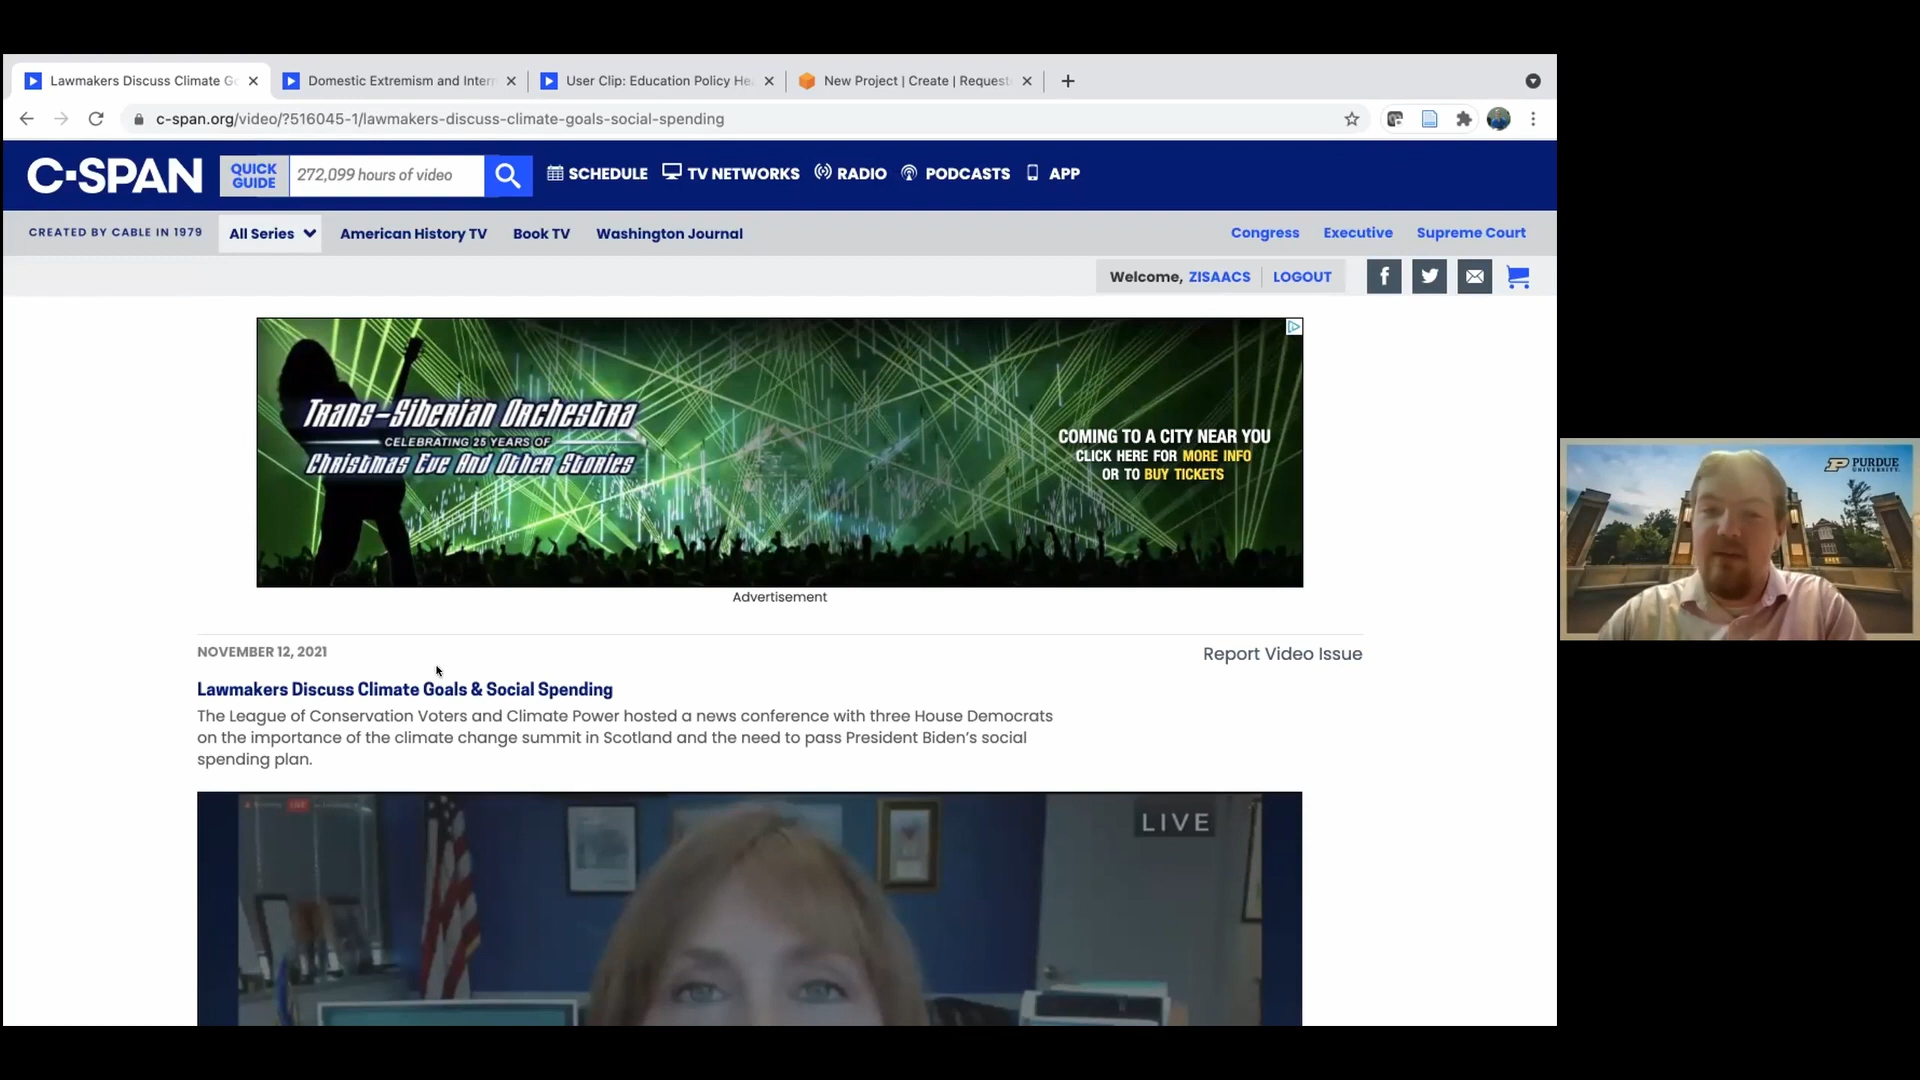 Lawmakers Discuss Climate Go
Domestic Extremism and Intern
User Clip: Education Policy He
New Project | Create | Request
c-span.org/video/?516045-1/lawmakers-discuss-climate-goals-social-spending
C-SPAN
QUICK GUIDE
272,099 hours of video
SCHEDULE
TV NETWORKS
RADIO
PODCASTS
APP
CREATED BY CABLE IN 1979
All Series
American History TV
Book TV
Washington Journal
Congress
Executive
Supreme Court
Welcome, ZISAACS
LOGOUT
TRANS-SIBERIAN ORCHESTRA
CELEBRATING 25 YEARS OF
Christmas Eve And Other Stories
COMING TO A CITY NEAR YOU
CLICK HERE FOR MORE INFO
OR TO BUY TICKETS
Advertisement
PURDUE
UNIVERSITY
NOVEMBER 12, 2021
Report Video Issue
Lawmakers Discuss Climate Goals & Social Spending
The League of Conservation Voters and Climate Power hosted a news conference with three House Democrats
on the importance of the climate change summit in Scotland and the need to pass President Biden's social
spending plan.
LIVE
LIVE